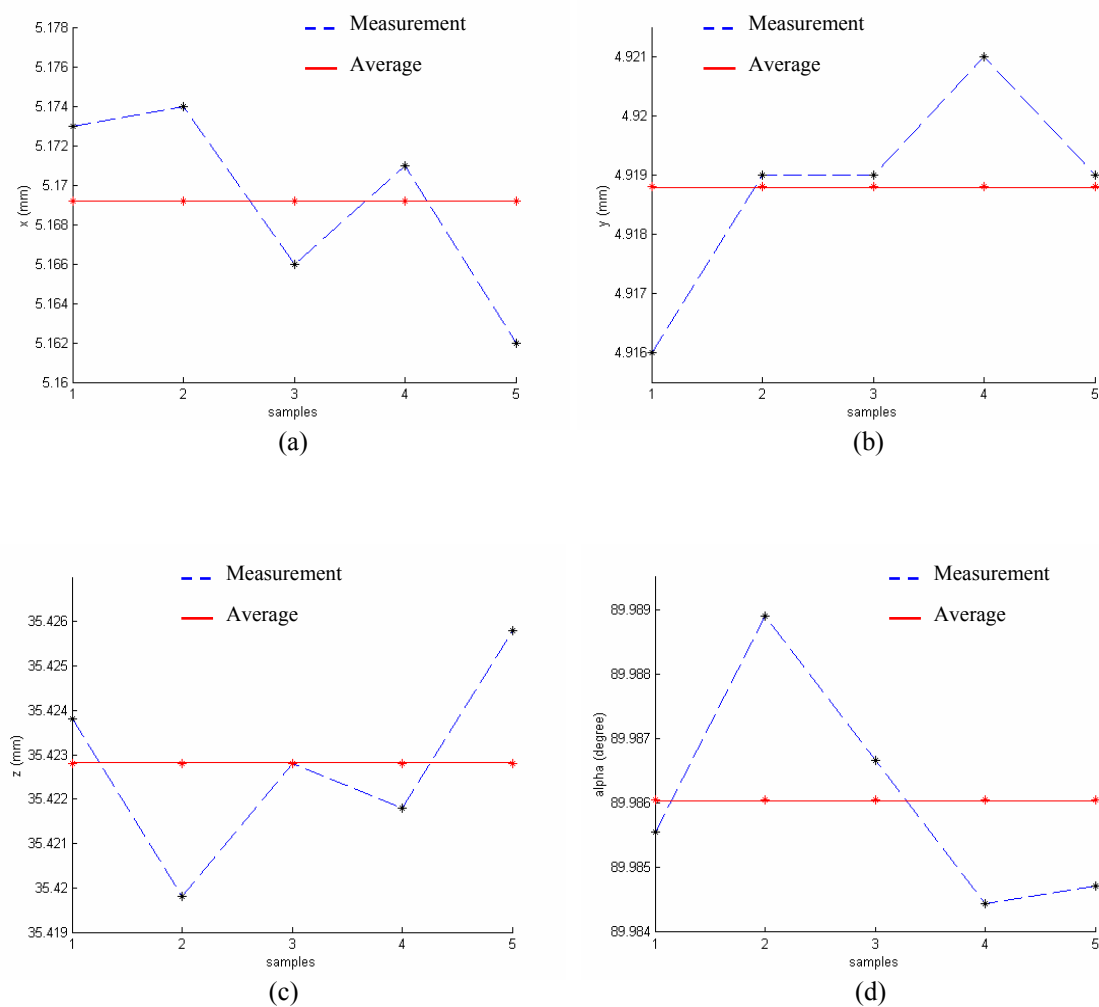 Measurement
Average
5.178
5.176
5.174
5.172
5.17
5.168
5.166
5.164
5.162
5.16
x (mm)
1 2 3 4 5
samples
(a)
Measurement
Average
4.921
4.92
4.919
4.918
4.917
4.916
y (mm)
1 2 3 4 5
samples
(b)
Measurement
Average
35.426
35.425
35.424
35.423
35.422
35.421
35.42
35.419
z (mm)
1 2 3 4 5
samples
(c)
Measurement
Average
89.989
89.988
89.987
89.986
89.985
89.984
alpha (degree)
1 2 3 4 5
samples
(d)